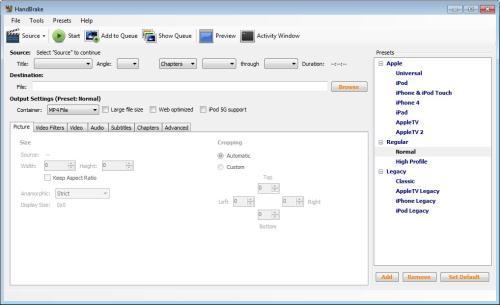 HandBrake
File Tools Presets Help
Source Start Add to Queue Show Queue Preview Activity Window
Source: Select "Source" to continue
Title: Angle: Chapters through Duration: --:--:--
Destination:
File: Browse
Output Settings (Preset: Normal)
Container: MP4 File Large file size Web optimized iPod 5G support
Picture Video Filters Video Audio Subtitles Chapters Advanced
Size
Source: --
Width: 0 Height: 0
Keep Aspect Ratio
Anamorphic: Strict
Display Size: 0x0
Cropping
Automatic
Custom
Top
0
Left 0 0 Right
0
Bottom
Presets
Apple
Universal
iPod
iPhone & iPod Touch
iPhone 4
iPad
AppleTV
AppleTV 2
Regular
Normal
High Profile
Legacy
Classic
AppleTV Legacy
iPhone Legacy
iPod Legacy
Add Remove Set Default